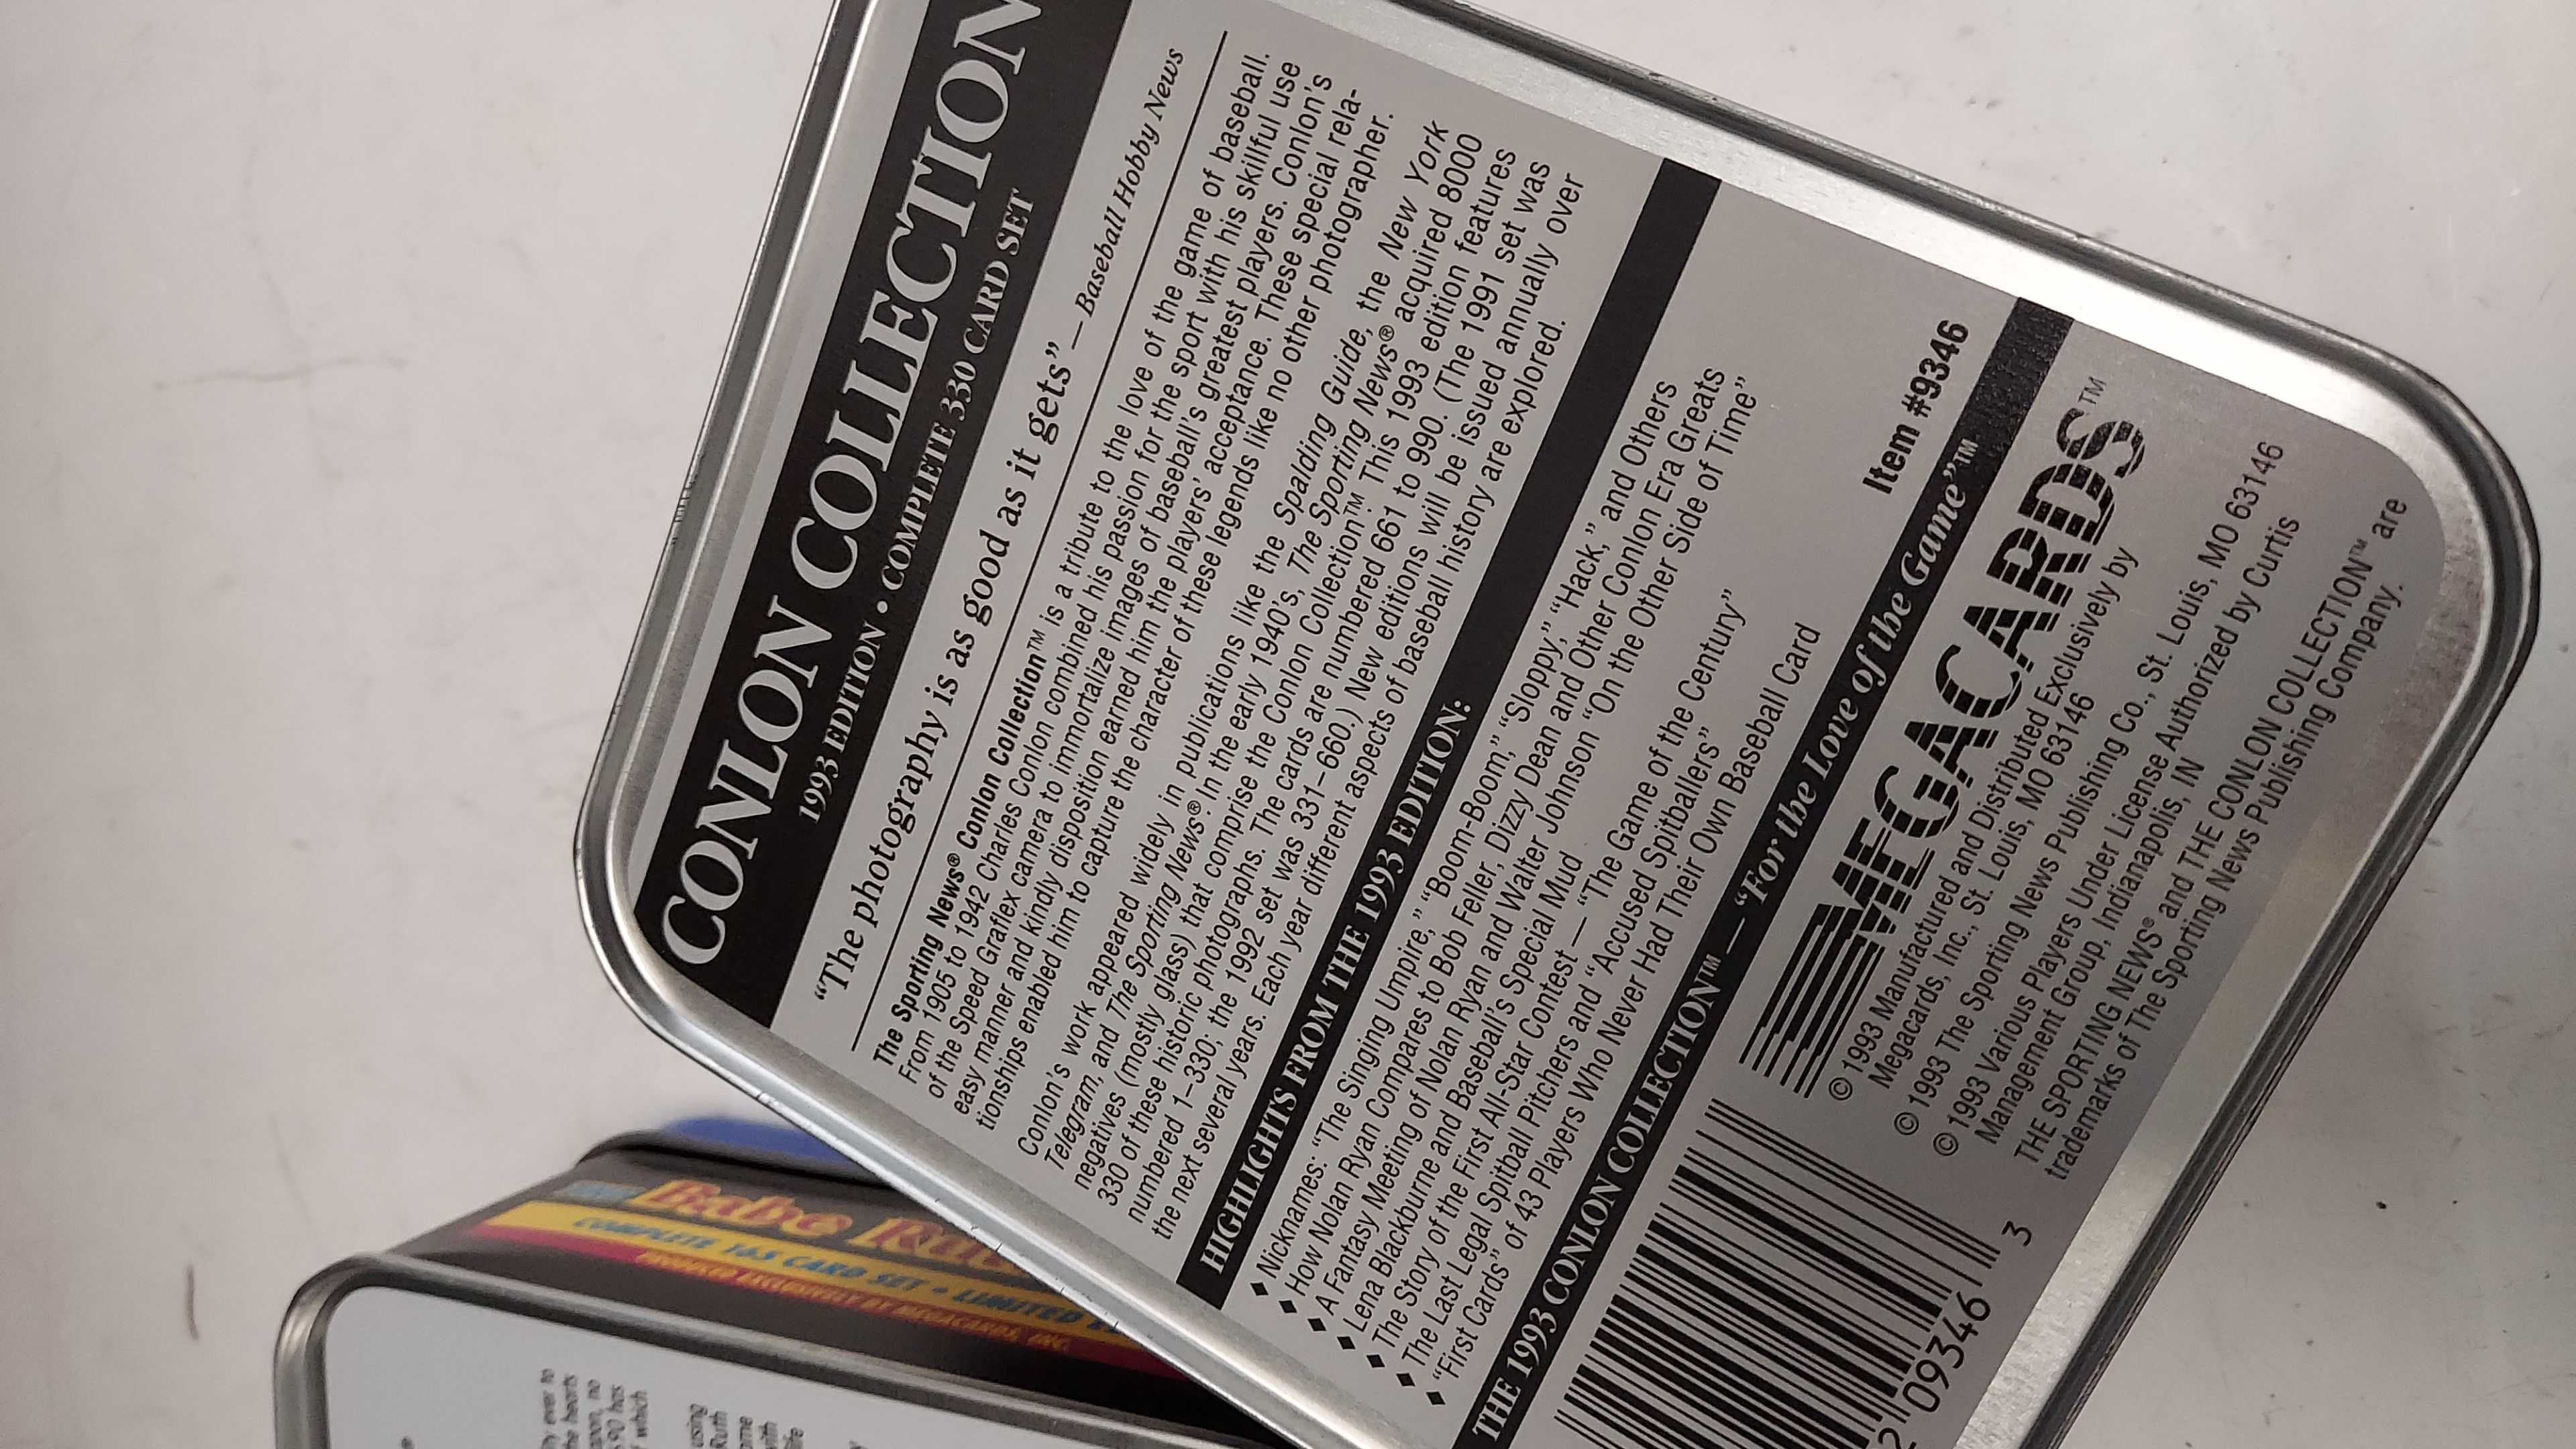 CONLON COLLECTION
1993 EDITION • COMPLETE 330 CARD SET
“The photography is as good as it gets” — Baseball Hobby News
The Sporting News® Conlon Collection™ is a tribute to the love of the game of baseball.
From 1905 to 1942 Charles Conlon combined his passion for the sport with his skillful use
of the Speed Graflex camera to immortalize images of baseball's greatest players. Conlon's
easy manner and kindly disposition earned him the players' acceptance. These special rela-
tionships enabled him to capture the character of these legends like no other photographer.
Conlon's work appeared widely in publications like the Spalding Guide, the New York
Telegram, and The Sporting News®. In the early 1940's, The Sporting News® acquired 8000
negatives (mostly glass) that comprise the Conlon Collection™. This 1993 edition features
330 of these historic photographs. The cards are numbered 661 to 990. (The 1991 set was
numbered 1–330; the 1992 set was 331–660.) New editions will be issued annually over
the next several years. Each year different aspects of baseball history are explored.
HIGHLIGHTS FROM THE 1993 EDITION:
♦ Nicknames: “The Singing Umpire,” “Boom-Boom,” “Sloppy,” “Hack,” and Others
♦ How Nolan Ryan Compares to Bob Feller, Dizzy Dean and Other Conlon Era Greats
♦ A Fantasy Meeting of Nolan Ryan and Walter Johnson “On the Other Side of Time”
♦ Lena Blackburne and Baseball's Special Mud
♦ The Story of the First All-Star Contest — “The Game of the Century”
♦ The Last Legal Spitball Pitchers and “Accused Spitballers”
♦ “First Cards” of 43 Players Who Never Had Their Own Baseball Card
Item #9346
THE 1993 CONLON COLLECTION™ — “For the Love of the Game”™
MEGACARDS™
© 1993 Manufactured and Distributed Exclusively by
Megacards, Inc., St. Louis, MO 63146
© 1993 The Sporting News Publishing Co., St. Louis, MO 63146
© 1993 Various Players Under License Authorized by Curtis
Management Group, Indianapolis, IN
THE SPORTING NEWS® and THE CONLON COLLECTION™ are
trademarks of The Sporting News Publishing Company.
2 09346 3
Babe
COMPLETE 165 CARD SET • LIMITED
PRODUCED EXCLUSIVELY BY MEGACARDS, INC.
ever to
hearts
no
has
which
using
Ruth
with
life